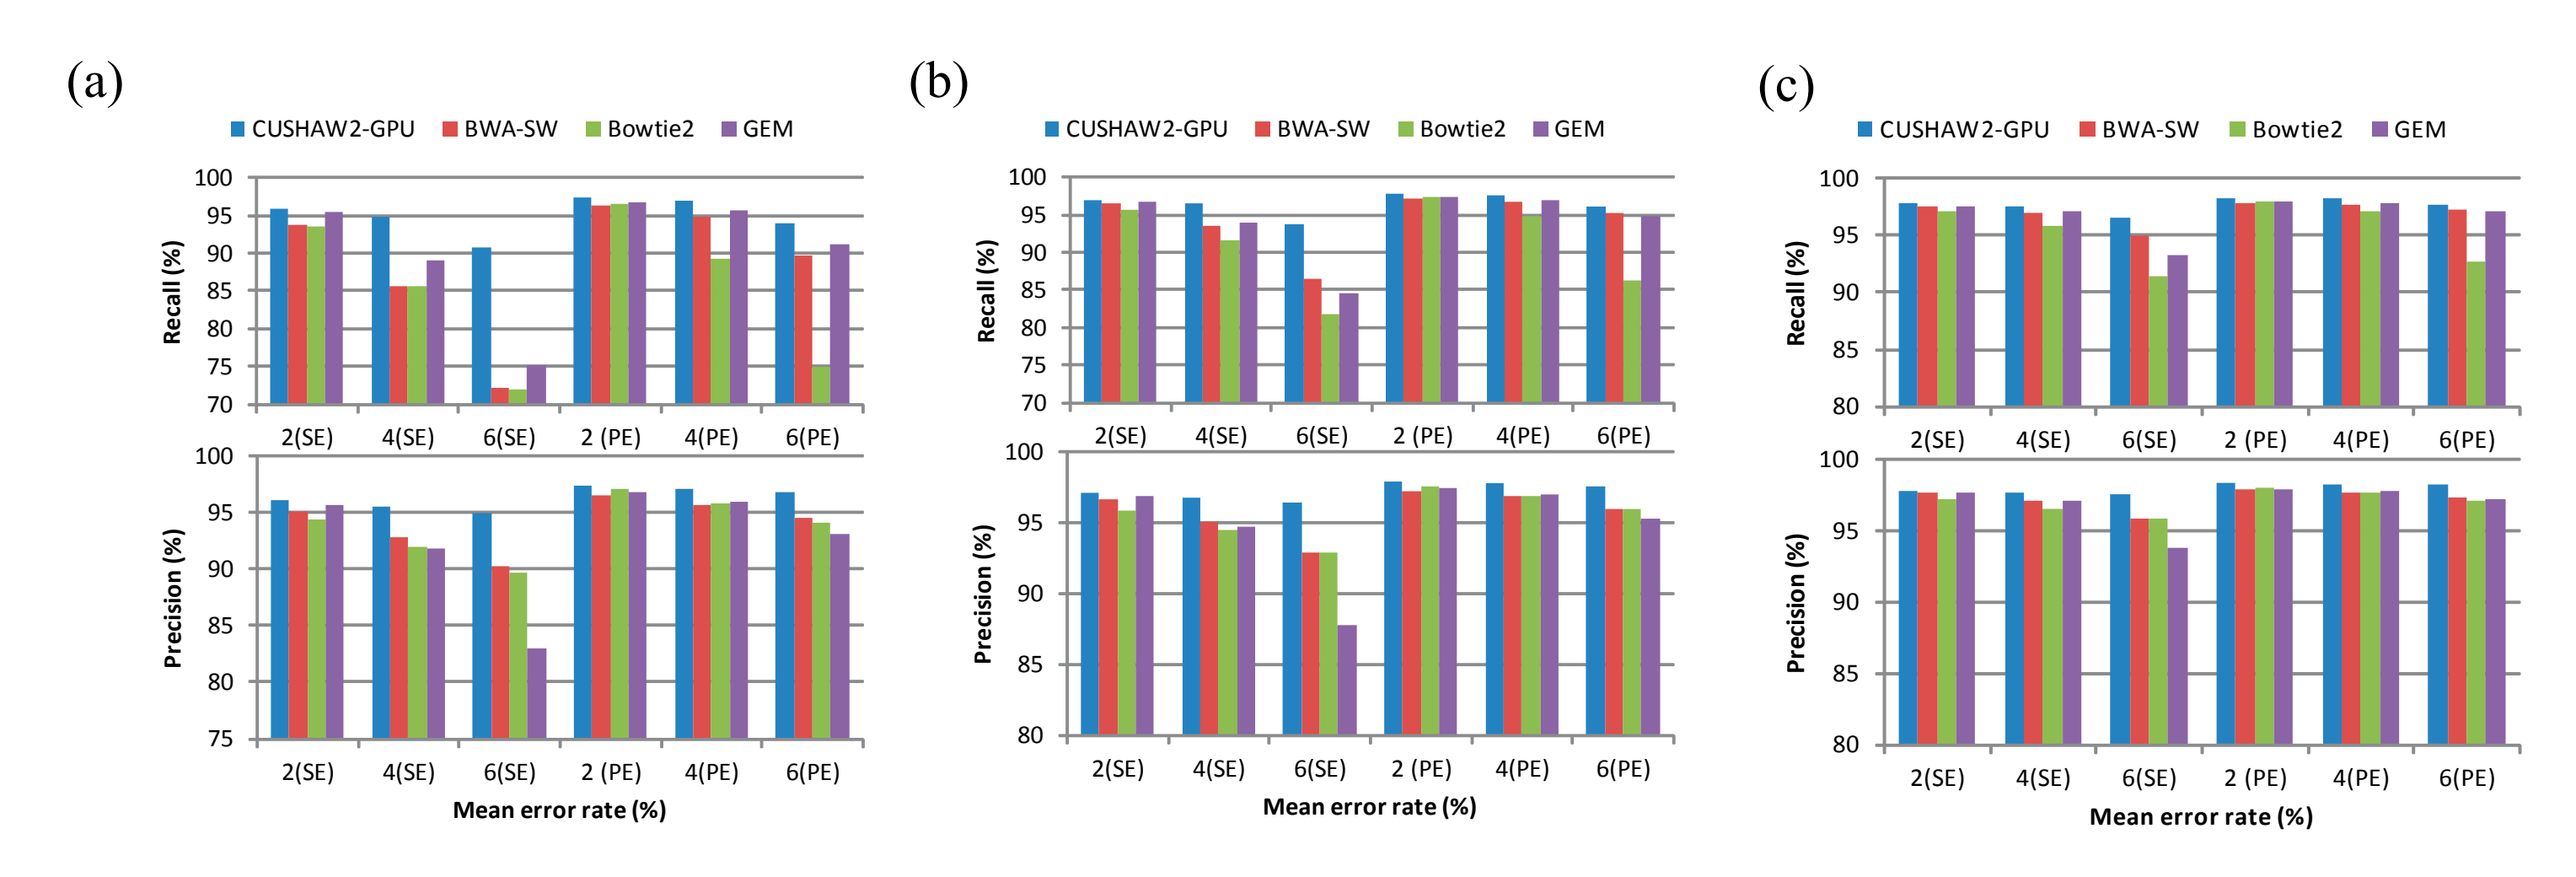 (a)
CUSHAW2-GPU BWA-SW Bowtie2 GEM
100
95
90
85
80
75
70
Recall (%)
2(SE) 4(SE) 6(SE) 2 (PE) 4(PE) 6(PE)
100
95
90
85
80
75
Precision (%)
2(SE) 4(SE) 6(SE) 2 (PE) 4(PE) 6(PE)
Mean error rate (%)
(b)
CUSHAW2-GPU BWA-SW Bowtie2 GEM
100
95
90
85
80
75
70
Recall (%)
2(SE) 4(SE) 6(SE) 2 (PE) 4(PE) 6(PE)
100
95
90
85
80
Precision (%)
2(SE) 4(SE) 6(SE) 2 (PE) 4(PE) 6(PE)
Mean error rate (%)
(c)
CUSHAW2-GPU BWA-SW Bowtie2 GEM
100
95
90
85
80
Recall (%)
2(SE) 4(SE) 6(SE) 2 (PE) 4(PE) 6(PE)
100
95
90
85
80
Precision (%)
2(SE) 4(SE) 6(SE) 2 (PE) 4(PE) 6(PE)
Mean error rate (%)